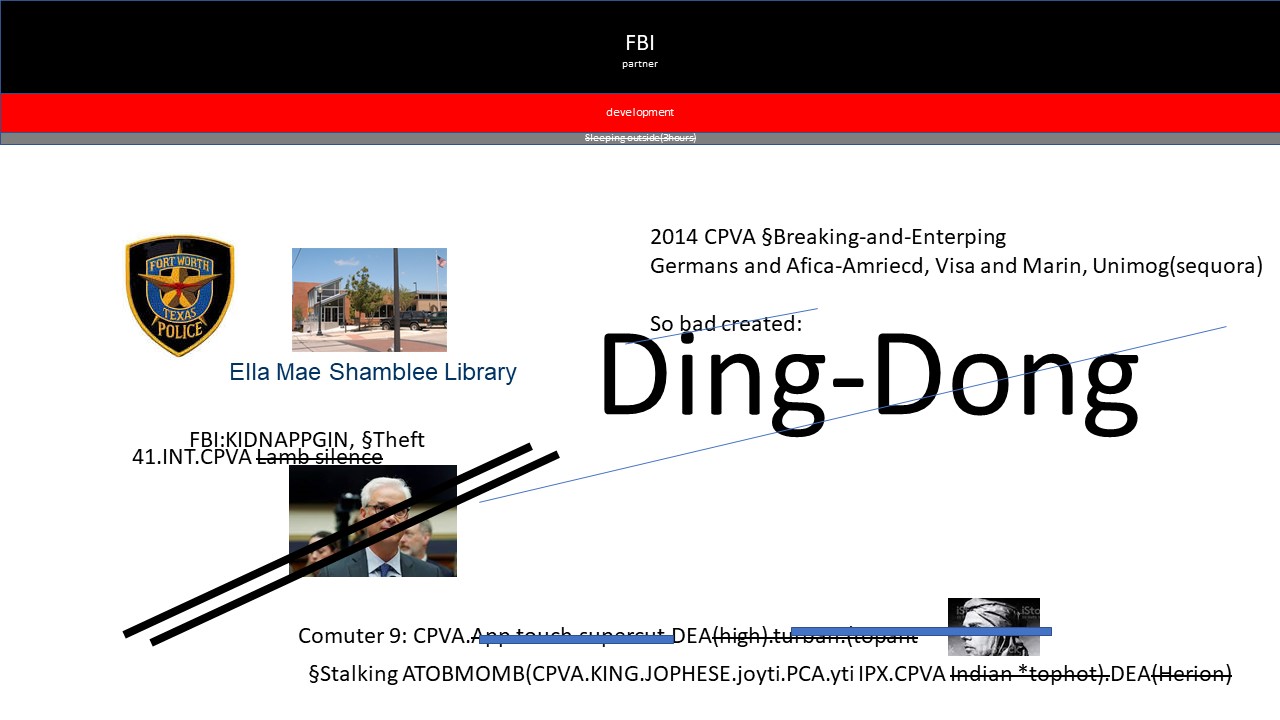 FBI
partner
development
Sleeping outside(3hours)
2014 CPVA §Breaking-and-Enterping
Germans and Afica-Amriecd, Visa and Marin, Unimog(sequora)
So bad created:
Ding-Dong
FORT WORTH
TEXAS
POLICE
Ella Mae Shamblee Library
FBI:KIDNAPPGIN, §Theft
41.INT.CPVA Lamb silence
Comuter 9: CPVA.App touch supercut DEA(high).turban.(topant
§Stalking ATOBMOMB(CPVA.KING.JOPHESE.joyti.PCA.yti IPX.CPVA Indian *tophot).DEA(Herion)